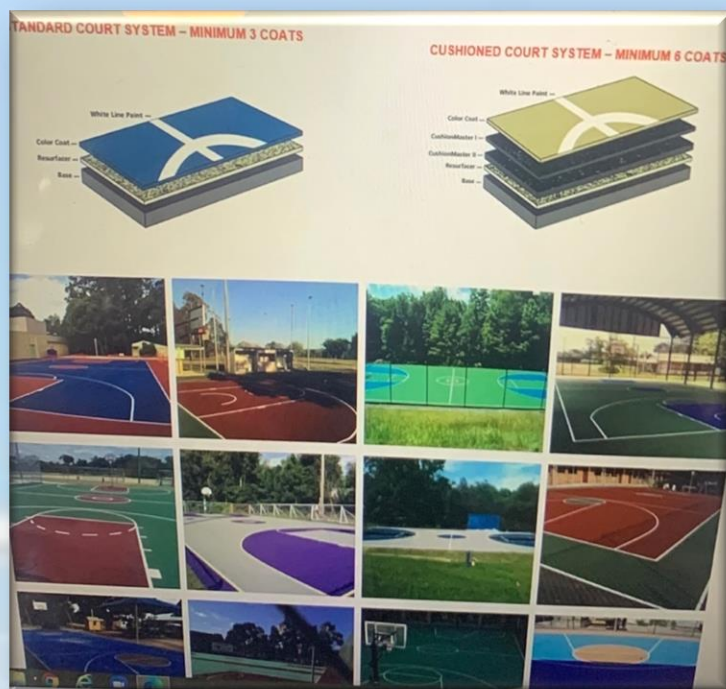 TANDARD COURT SYSTEM – MINIMUM 3 COATS
CUSHIONED COURT SYSTEM – MINIMUM 6 COATS
White Line Paint
Color Coat
Resurfacer
Base
White Line Paint
Color Coat
CushionMaster I
CushionMaster II
Resurfacer
Base